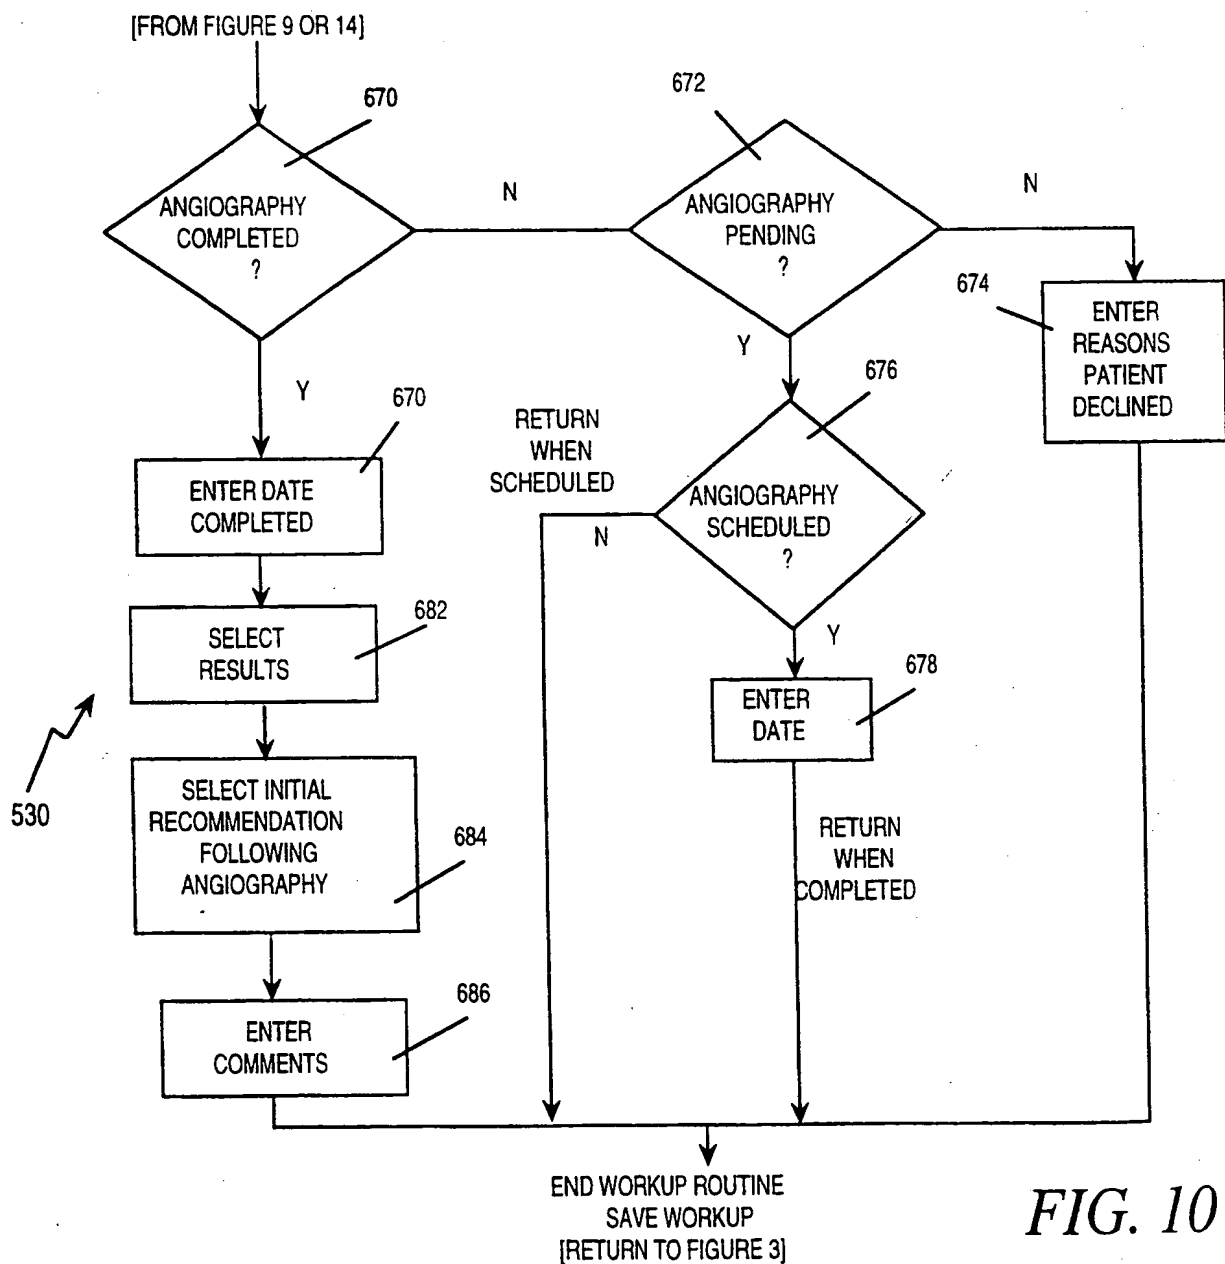 [FROM FIGURE 9 OR 14]
670
ANGIOGRAPHY
COMPLETED
?
N
672
ANGIOGRAPHY
PENDING
?
N
674
ENTER
REASONS
PATIENT
DECLINED
Y
Y
676
ANGIOGRAPHY
SCHEDULED
?
RETURN
WHEN
SCHEDULED
N
Y
678
ENTER
DATE
RETURN
WHEN
COMPLETED
670
ENTER DATE
COMPLETED
682
SELECT
RESULTS
530
684
SELECT INITIAL
RECOMMENDATION
FOLLOWING
ANGIOGRAPHY
686
ENTER
COMMENTS
END WORKUP ROUTINE
SAVE WORKUP
[RETURN TO FIGURE 3]
FIG. 10